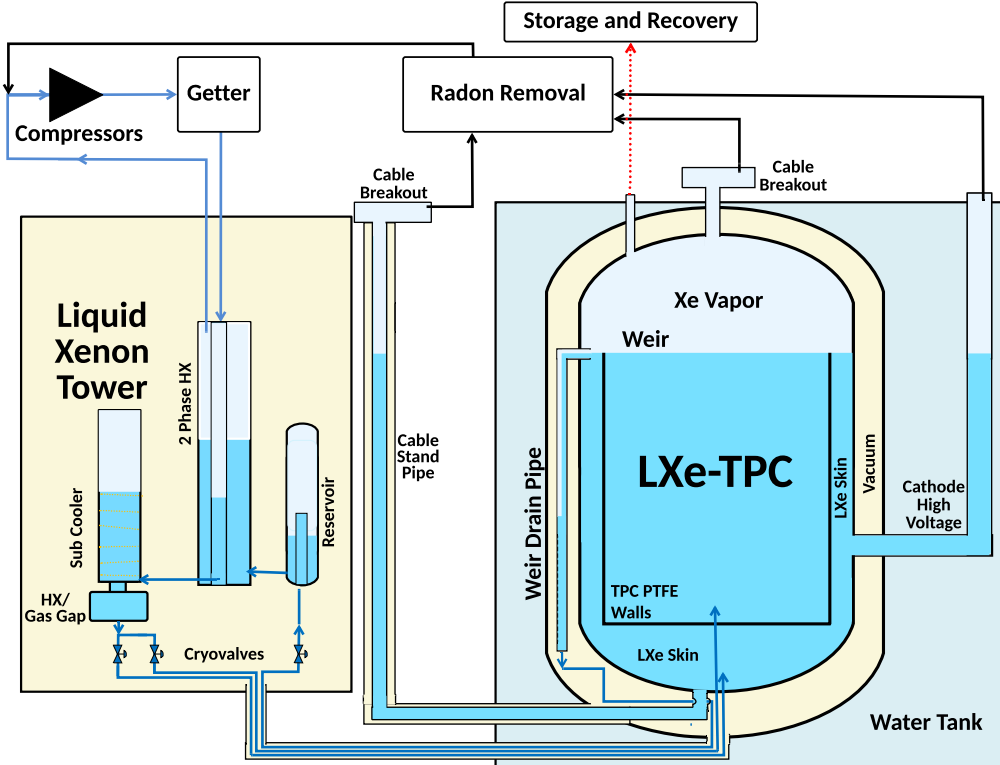 Storage and Recovery
Getter
Radon Removal
Compressors
Cable
Breakout
Cable
Breakout
Liquid
Xenon
Tower
Xe Vapor
Weir
2 Phase HX
Cable
Stand
Pipe
LXe-TPC
Sub Cooler
Reservoir
Weir Drain Pipe
LXe Skin
Vacuum
Cathode
High
Voltage
HX/
Gas Gap
TPC PTFE
Walls
Cryovalves
LXe Skin
Water Tank